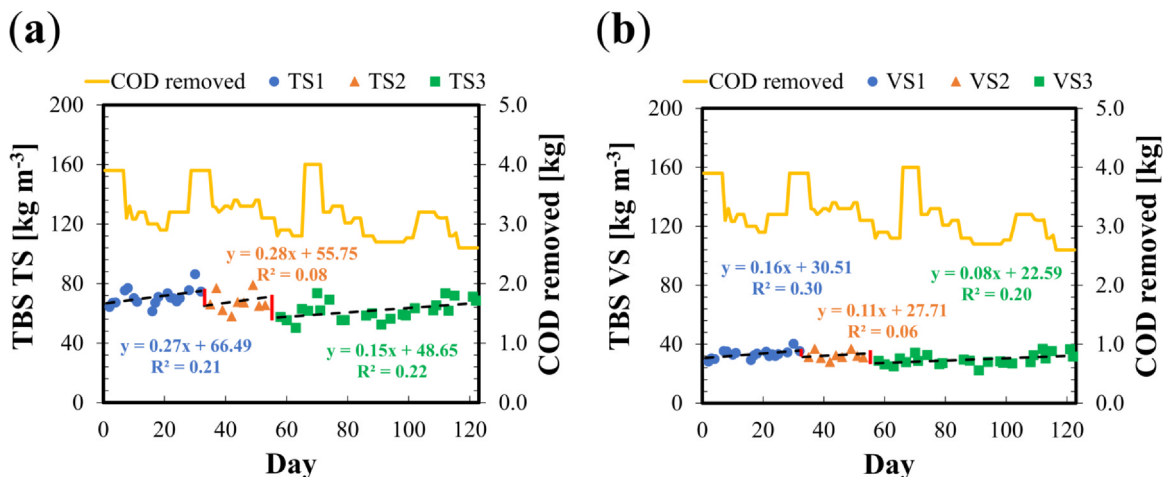 (a)
COD removed TS1 TS2 TS3
TBS TS [kg m-3]
200
160
120
80
40
0
5.0
4.0
3.0
2.0
1.0
0.0
COD removed [kg]
y = 0.28x + 55.75
R² = 0.08
y = 0.27x + 66.49
R² = 0.21
y = 0.15x + 48.65
R² = 0.22
0 20 40 60 80 100 120
Day
(b)
COD removed VS1 VS2 VS3
TBS VS [kg m-3]
200
160
120
80
40
0
5.0
4.0
3.0
2.0
1.0
0.0
COD removed [kg]
y = 0.16x + 30.51
R² = 0.30
y = 0.08x + 22.59
R² = 0.20
y = 0.11x + 27.71
R² = 0.06
0 20 40 60 80 100 120
Day